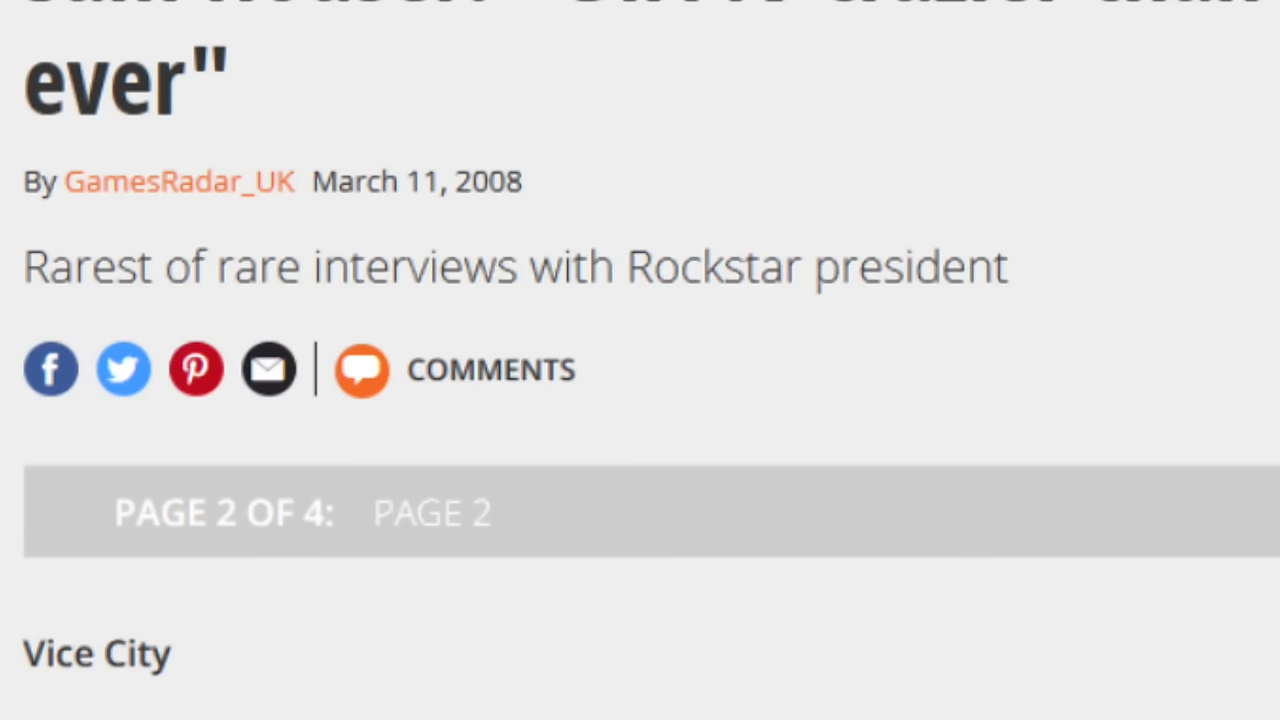 ever"
By GamesRadar_UK March 11, 2008
Rarest of rare interviews with Rockstar president
COMMENTS
PAGE 2 OF 4: PAGE 2
Vice City